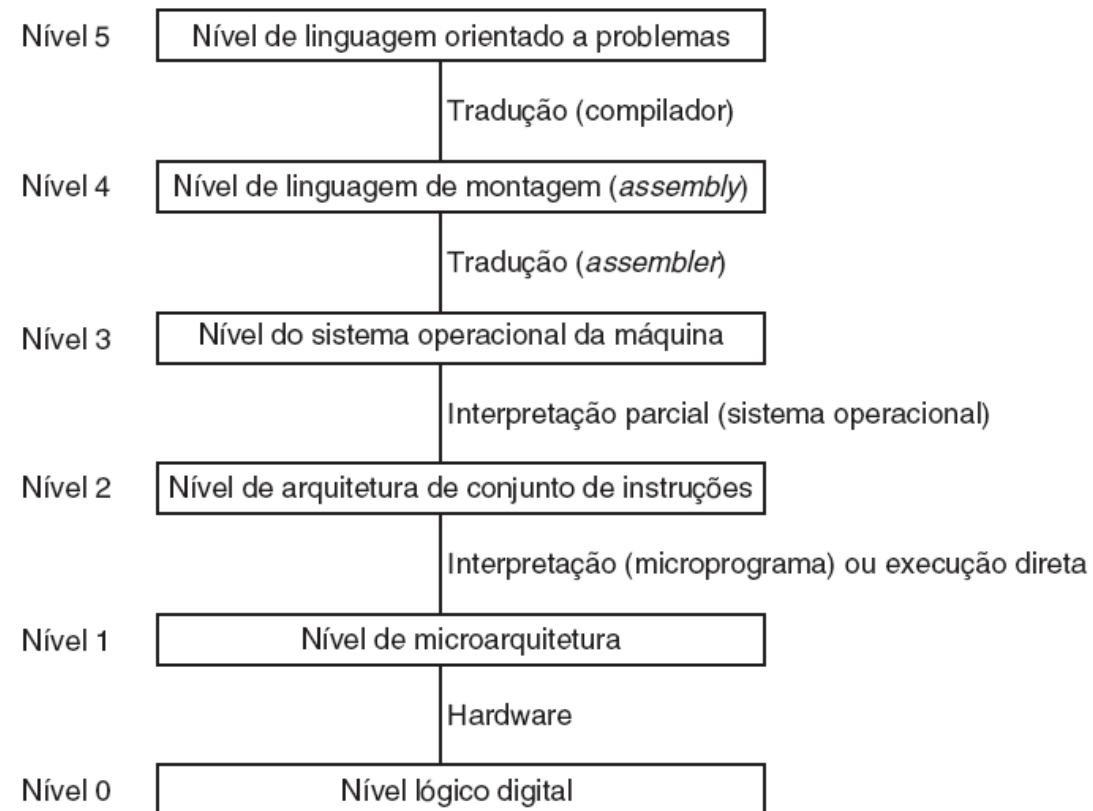 Nível 5 Nível de linguagem orientado a problemas
Tradução (compilador)
Nível 4 Nível de linguagem de montagem (assembly)
Tradução (assembler)
Nível 3 Nível do sistema operacional da máquina
Interpretação parcial (sistema operacional)
Nível 2 Nível de arquitetura de conjunto de instruções
Interpretação (microprograma) ou execução direta
Nível 1 Nível de microarquitetura
Hardware
Nível 0 Nível lógico digital